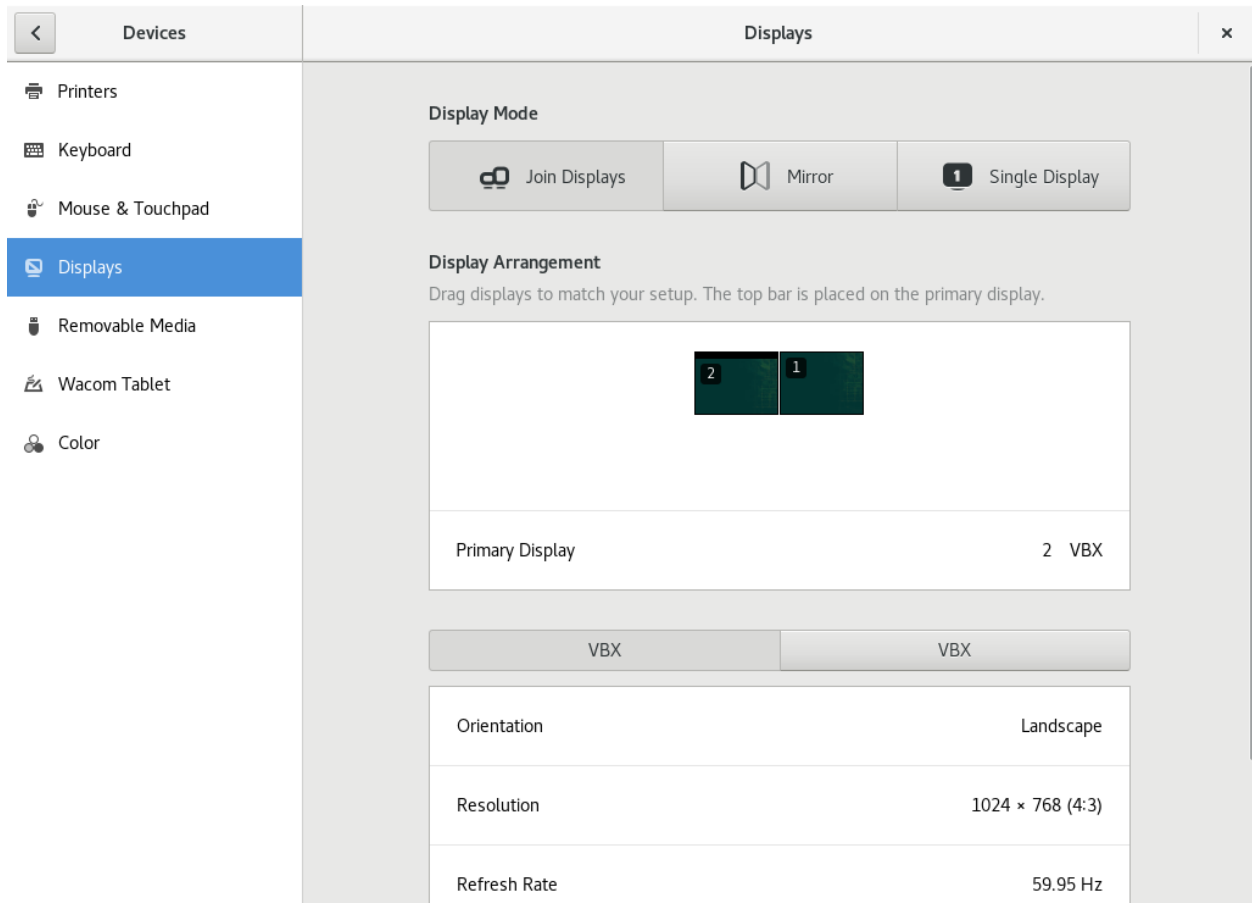 Devices
Displays
Printers
Keyboard
Mouse & Touchpad
Displays
Removable Media
Wacom Tablet
Color
Display Mode
Join Displays
Mirror
1 Single Display
Display Arrangement
Drag displays to match your setup. The top bar is placed on the primary display.
2 1
Primary Display 2 VBX
VBX VBX
Orientation Landscape
Resolution 1024 × 768 (4:3)
Refresh Rate 59.95 Hz